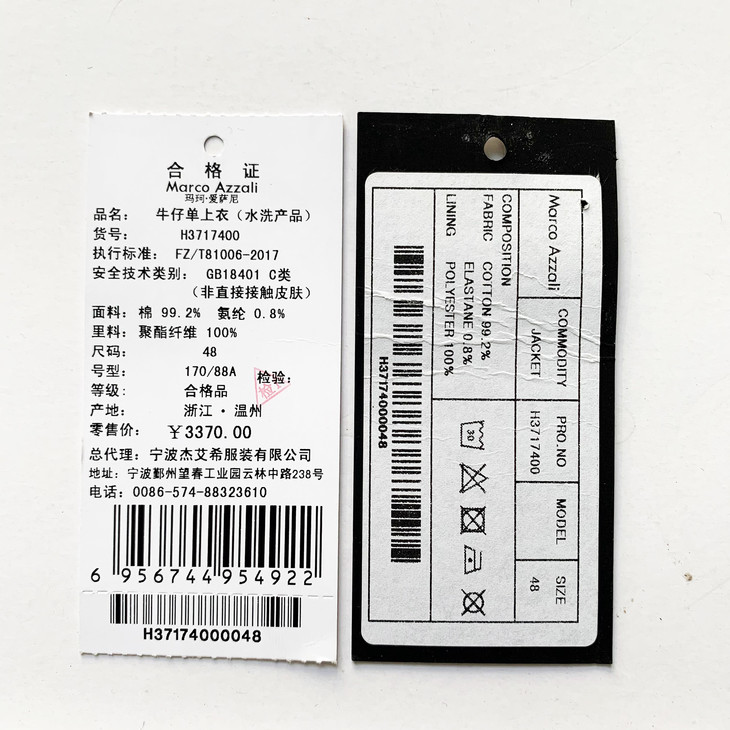 合格证
Marco Azzali
玛珂·爱萨尼
品名： 牛仔单上衣（水洗产品）
货号： H3717400
执行标准： FZ/T81006-2017
安全技术类别： GB18401 C类
（非直接接触皮肤）
面料：棉 99.2% 氨纶 0.8%
里料：聚酯纤维 100%
尺码： 48
号型： 170/88A
检验：
等级： 合格品
产地： 浙江·温州
零售价： ￥3370.00
总代理：宁波杰艾希服装有限公司
地址：宁波鄞州望春工业园云林中路238号
电话：0086-574-88323610
6 956744 954922
H37174000048
Marco Azzali
COMMODITY
JACKET
PRO.NO
H3717400
MODEL
SIZE
48
COMPOSITION
FABRIC COTTON 99.2%
ELASTANE 0.8%
LINING POLYESTER 100%
30
H37174000048